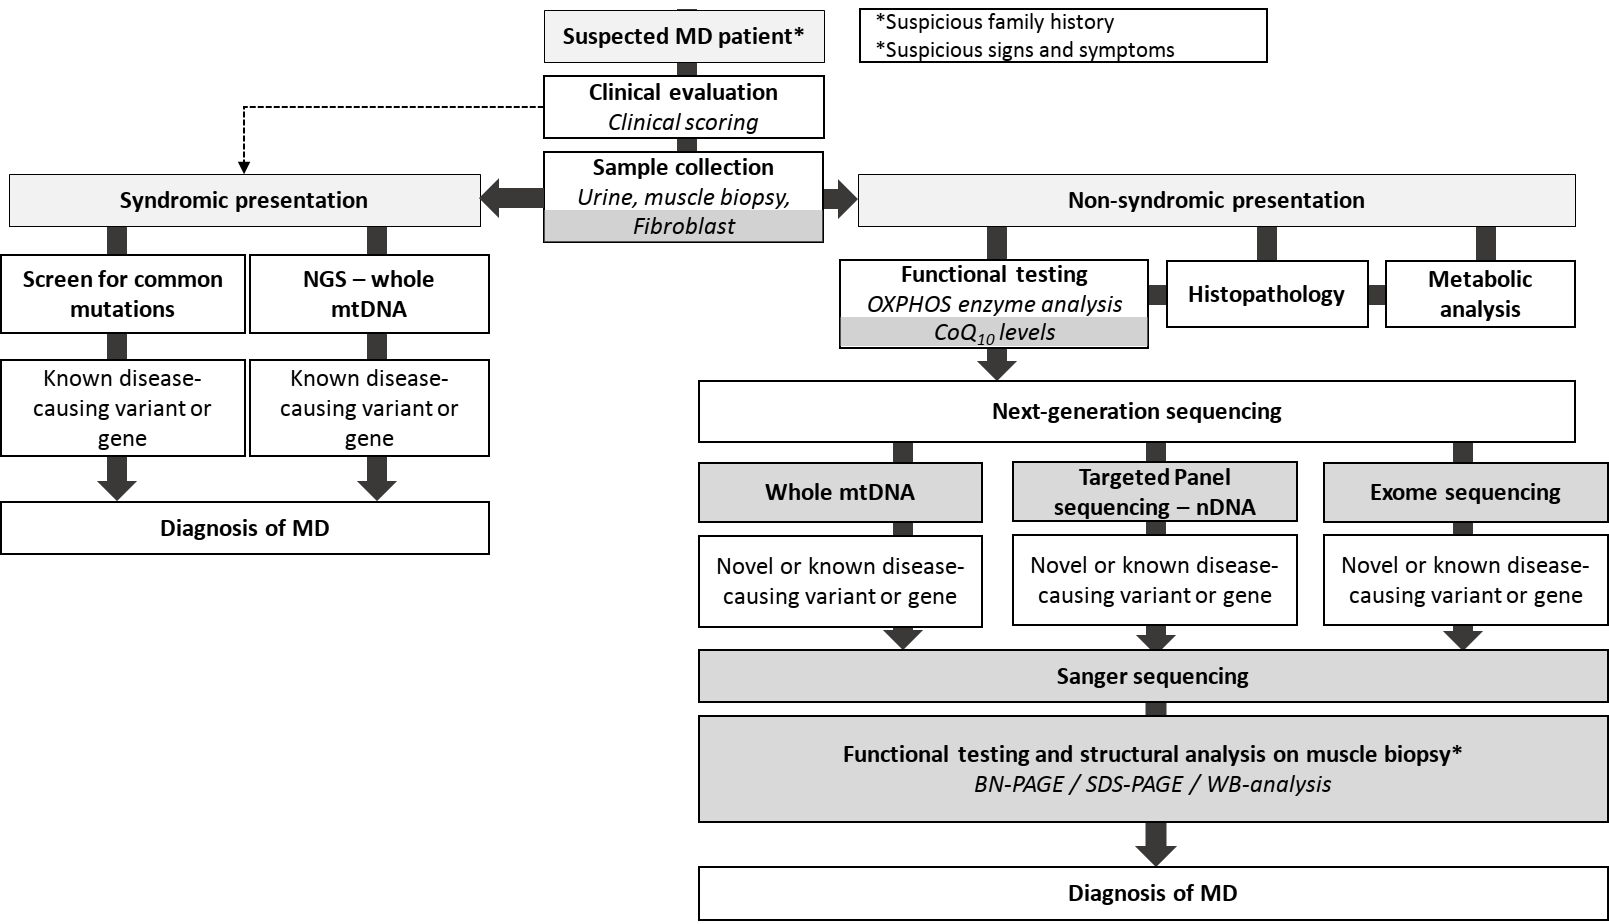 Suspected MD patient*
*Suspicious family history
*Suspicious signs and symptoms
Clinical evaluation
Clinical scoring
Sample collection
Urine, muscle biopsy,
Fibroblast
Syndromic presentation
Non-syndromic presentation
Screen for common
mutations
NGS – whole
mtDNA
Functional testing
OXPHOS enzyme analysis
CoQ10 levels
Histopathology
Metabolic
analysis
Known disease-
causing variant or
gene
Known disease-
causing variant or
gene
Next-generation sequencing
Whole mtDNA
Targeted Panel
sequencing – nDNA
Exome sequencing
Diagnosis of MD
Novel or known disease-
causing variant or gene
Novel or known disease-
causing variant or gene
Novel or known disease-
causing variant or gene
Sanger sequencing
Functional testing and structural analysis on muscle biopsy*
BN-PAGE / SDS-PAGE / WB-analysis
Diagnosis of MD